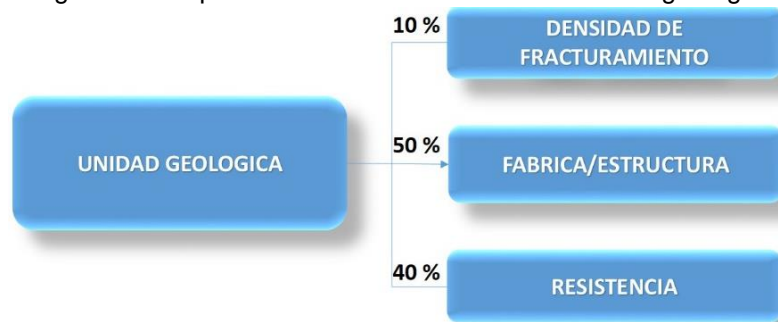 10 %
DENSIDAD DE
FRACTURAMIENTO
UNIDAD GEOLOGICA
50 %
FABRICA/ESTRUCTURA
40 %
RESISTENCIA